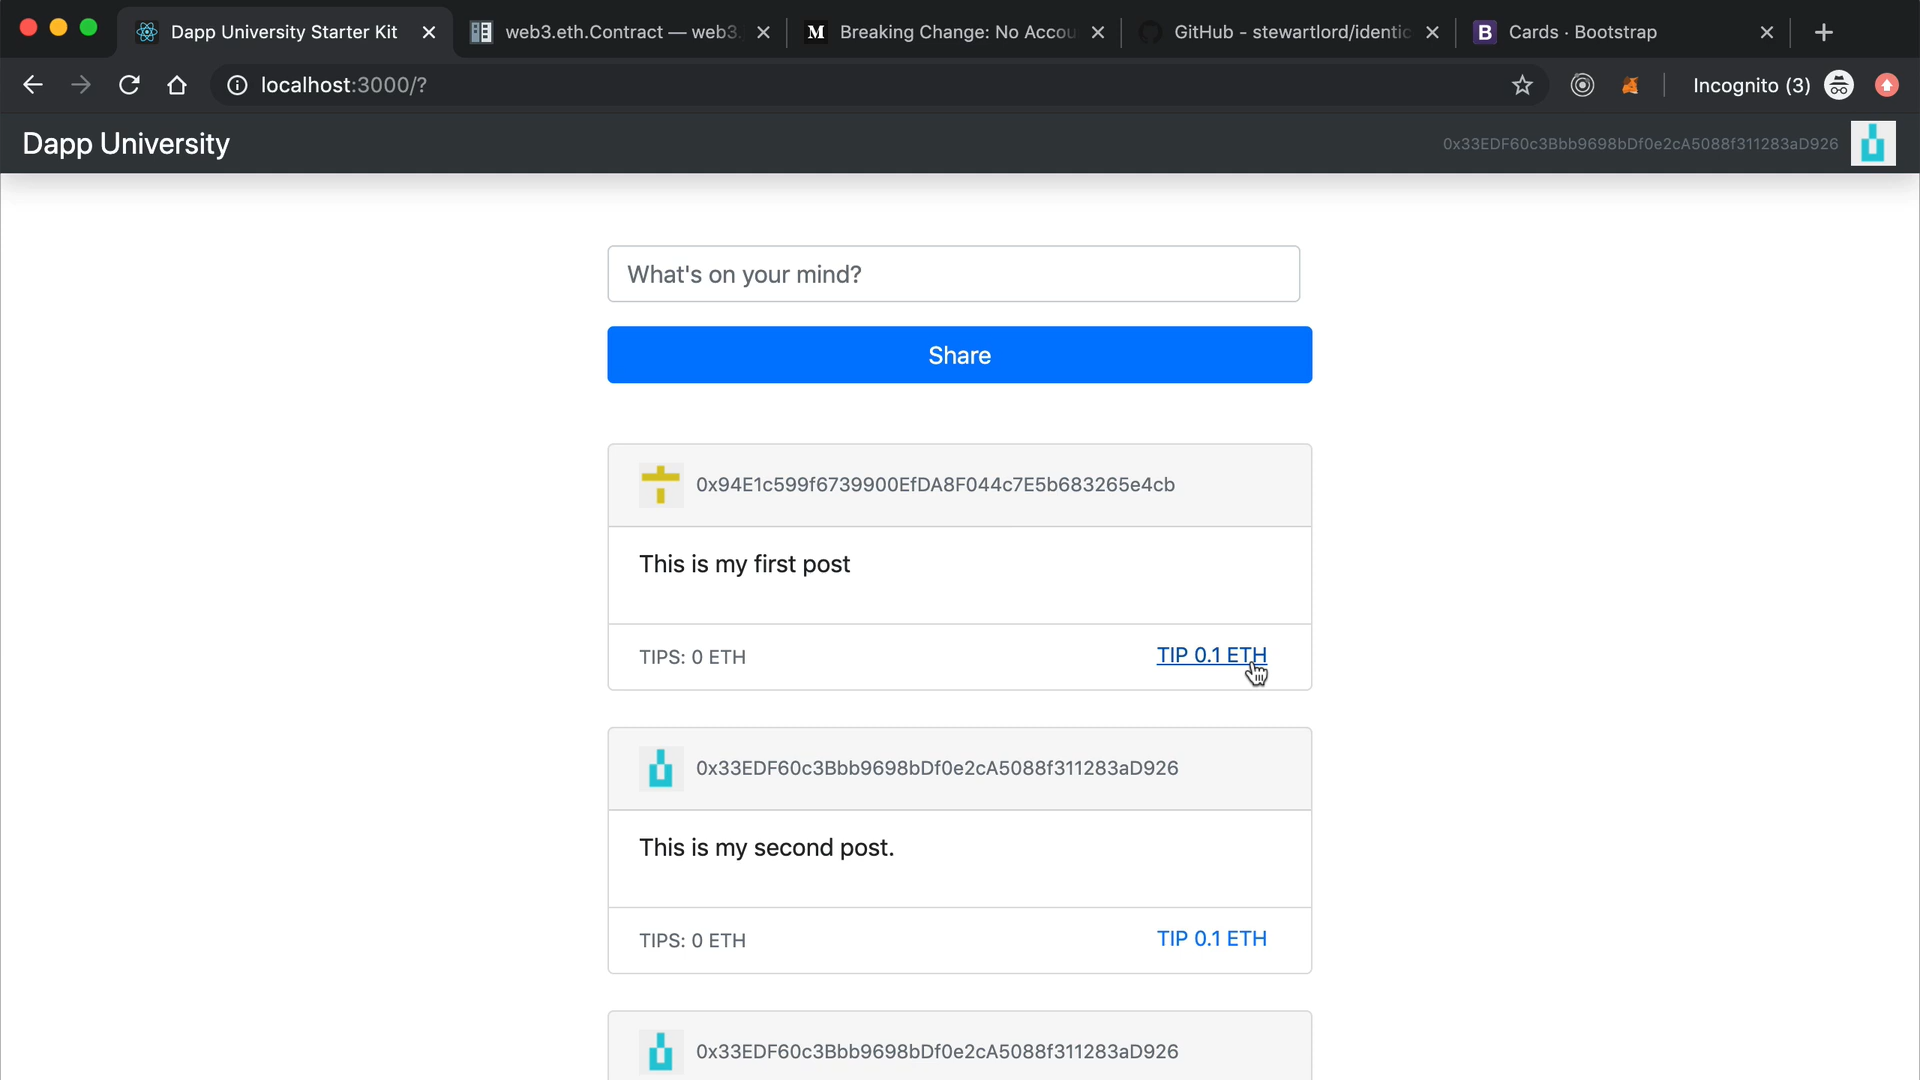 Dapp University Starter Kit
web3.eth.Contract — web3.
Breaking Change: No Accou
GitHub - stewartlord/identic
Cards · Bootstrap
localhost:3000/?
Incognito (3)
Dapp University
0x33EDF60c3Bbb9698bDf0e2cA5088f311283aD926
What's on your mind?
Share
0x94E1c599f6739900EfDA8F044c7E5b683265e4cb
This is my first post
TIPS: 0 ETH
TIP 0.1 ETH
0x33EDF60c3Bbb9698bDf0e2cA5088f311283aD926
This is my second post.
TIPS: 0 ETH
TIP 0.1 ETH
0x33EDF60c3Bbb9698bDf0e2cA5088f311283aD926